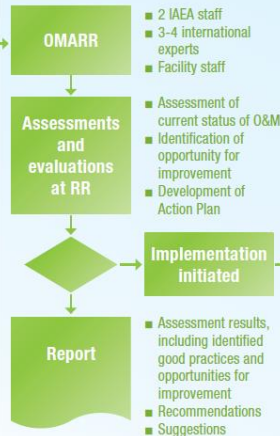 OMARR
■ 2 IAEA staff
■ 3-4 international
experts
■ Facility staff
Assessments
and
evaluations
at RR
■ Assessment of
current status of O&M
■ Identification of
opportunity for
improvement
■ Development of
Action Plan
Implementation
initiated
Report
■ Assessment results,
including identified
good practices and
opportunities for
improvement
■ Recommendations
■ Suggestions